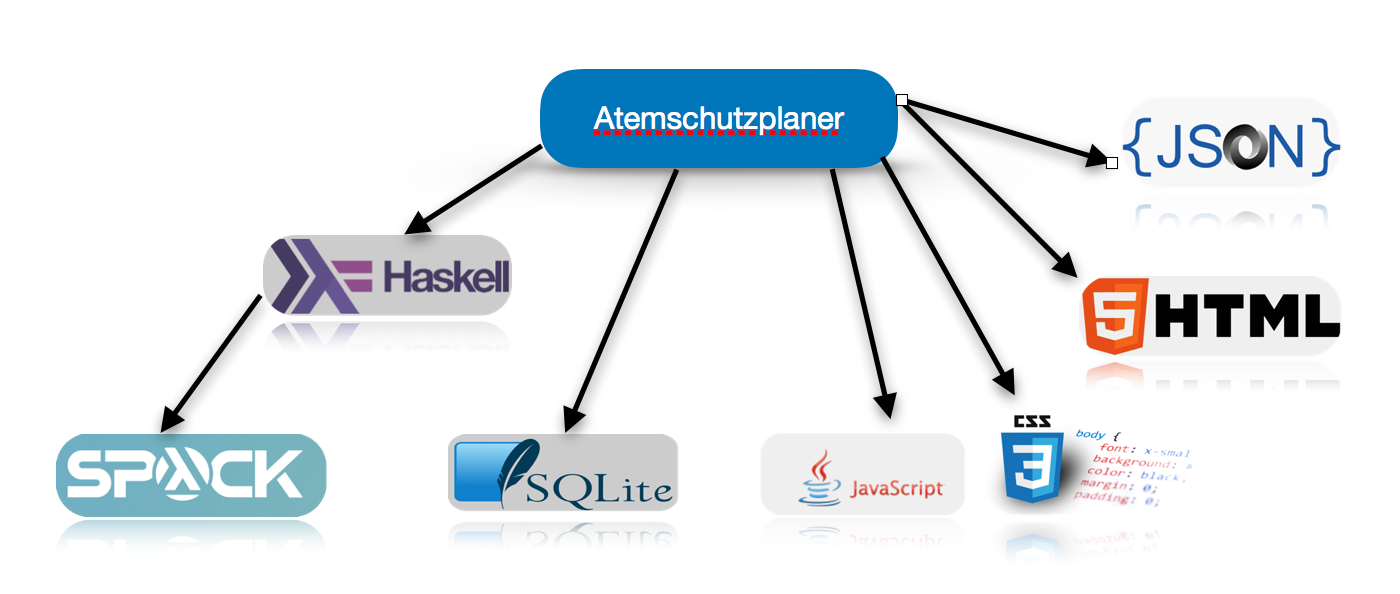 Atemschutzplaner
{JSON}
Haskell
5 HTML
SPOCK
SQLite
JavaScript
CSS
3
body {
font: x-smal
background:
color: black,
margin: 0;
padding: 0;